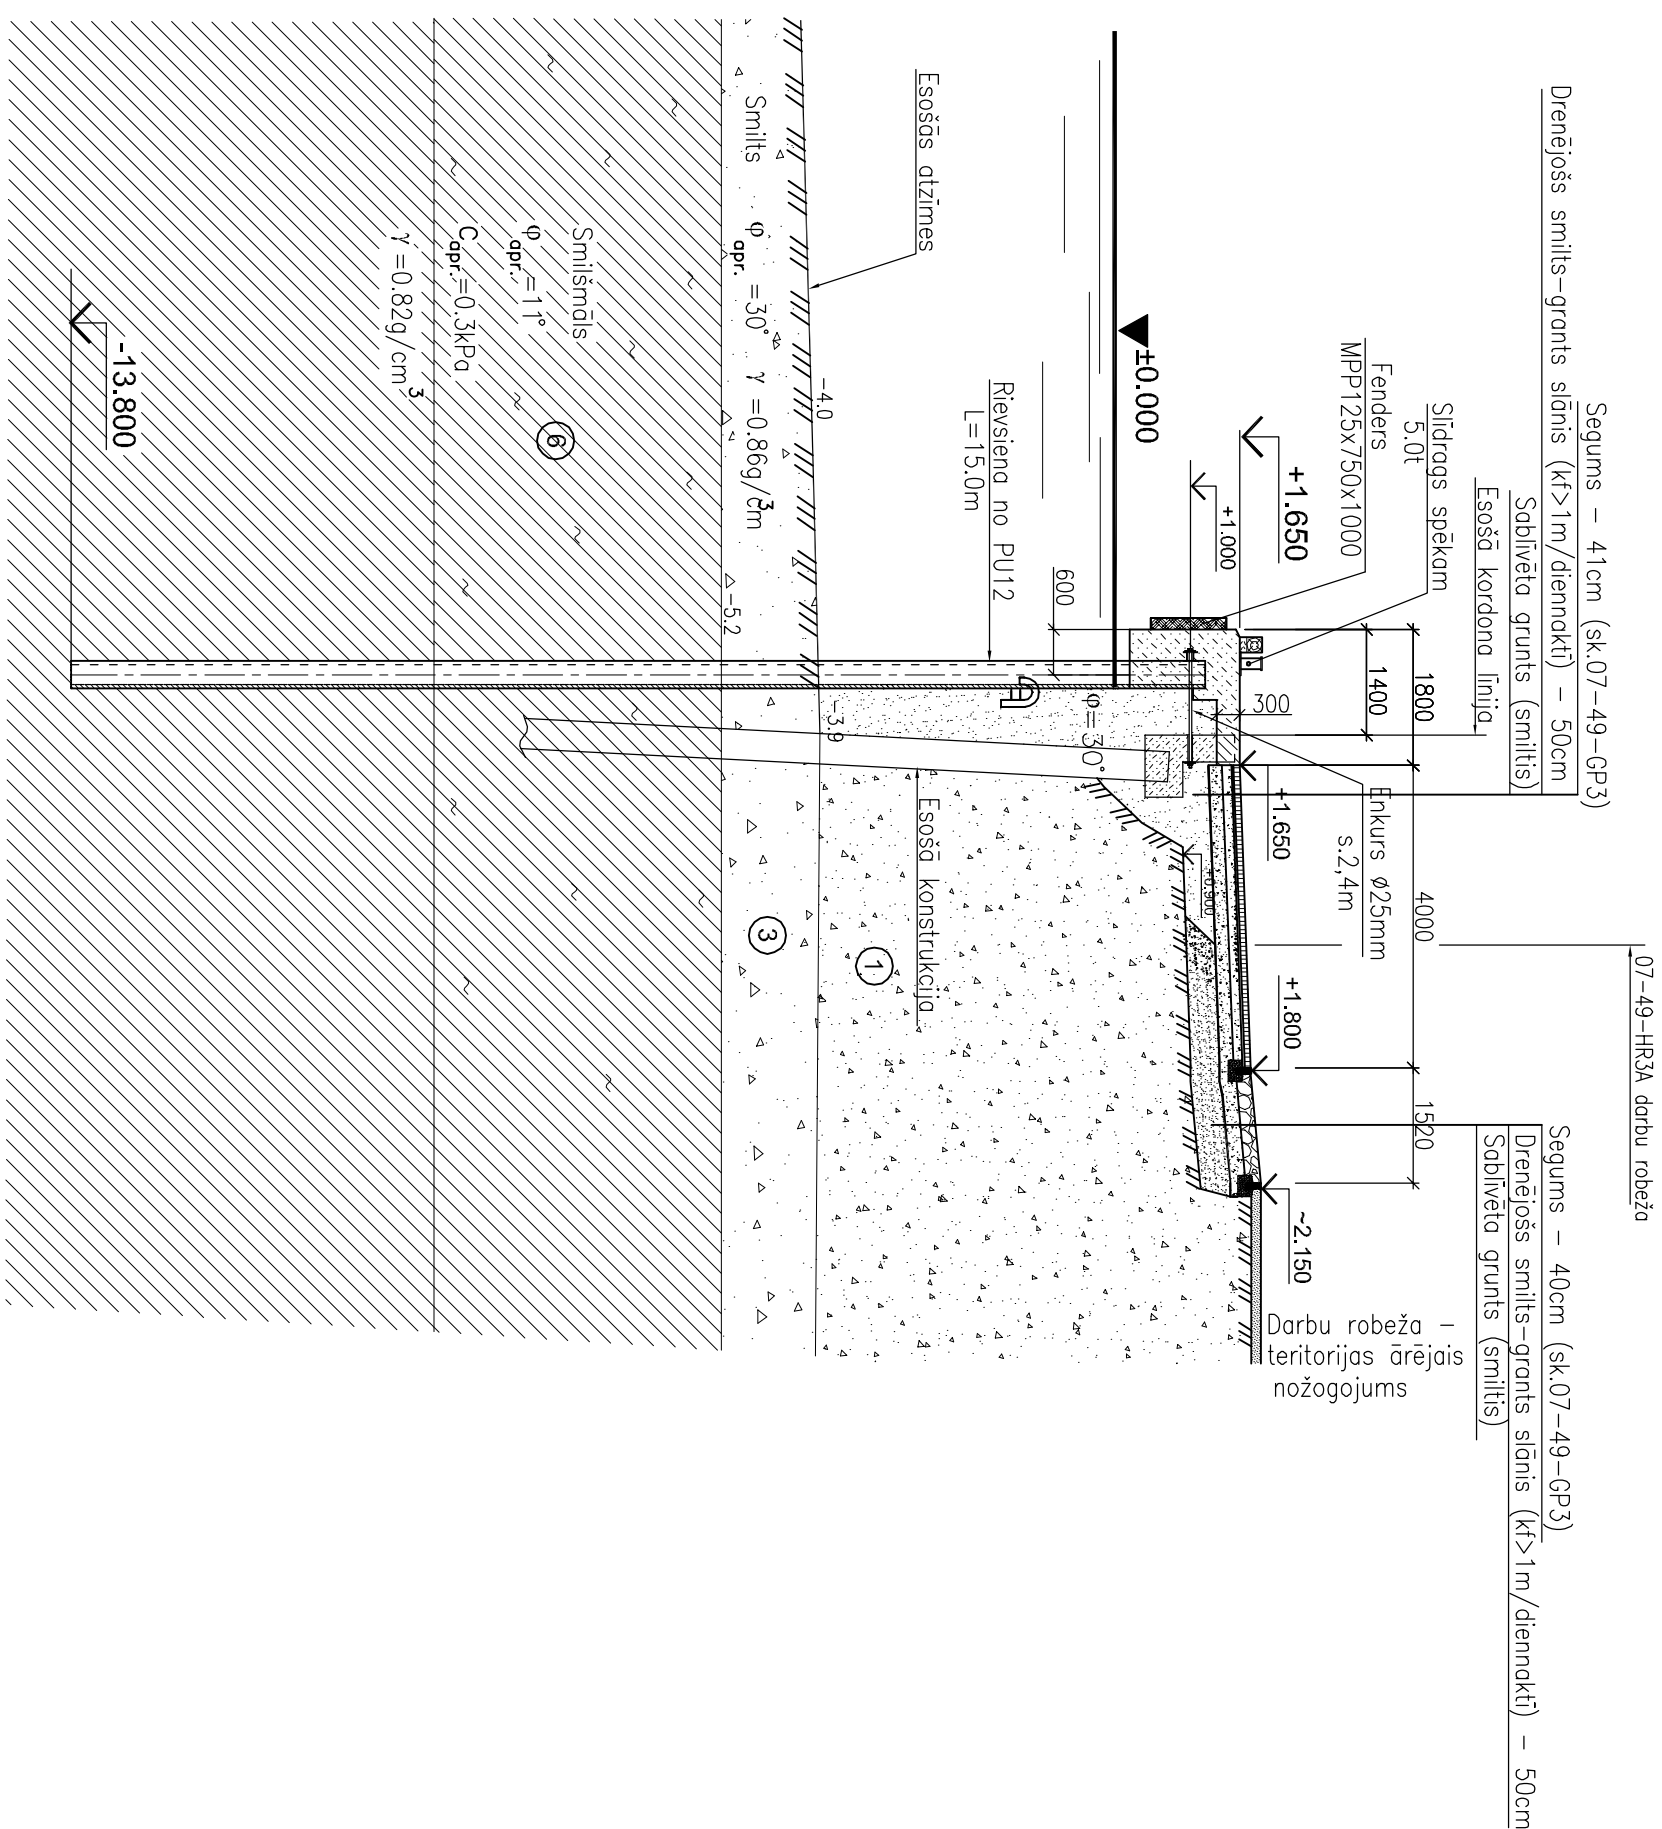 07-49-HR3A darbu robeža
Segums - 41cm (sk.07-49-GP3)
Drenējošs smilts-grants slānis (kf>1m/diennaktī) - 50cm
Sablīvēta grunts (smiltis)
Esošā kordona līnija
Slīdrags spēkam
5.0t
Fenders
MPP125x750x1000
Segums - 40cm (sk.07-49-GP3)
Drenējošs smilts-grants slānis (kf>1m/diennaktī) - 50cm
Sablīvēta grunts (smiltis)
1800
4000
1520
1400
Enkurs ø25mm
s.2,4m
300
+1.650
+1.650
+1.800
~2.150
+1.000
+0.900
Darbu robeža -
teritorijas ārējais
nožogojums
±0.000
φ=30°
600
Rievsiena no PU12
L=15.0m
Esošās atzīmes
Esošā konstrukcija
1
-4.0
-3.9
Smilts φapr. =30° γ =0.86g/cm³
3
-5.2
Smilšmāls
φapr.=11°
Capr.=0.3kPa
γ =0.82g/cm³
6
-13.800